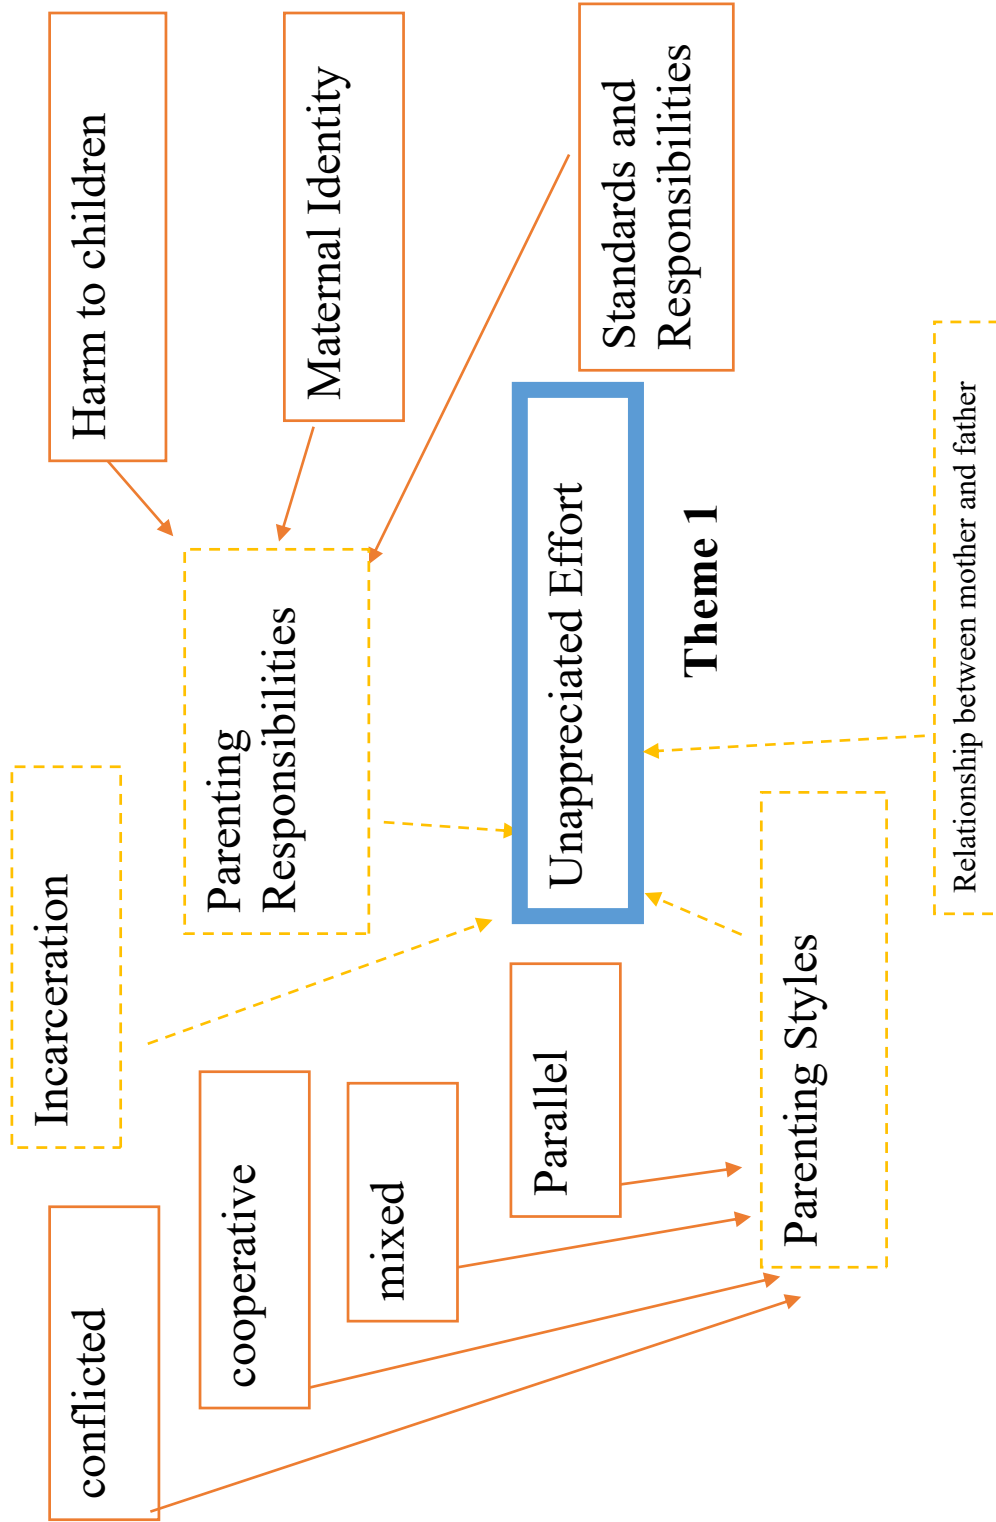 conflicted
Incarceration
Harm to children
cooperative
Parenting
Responsibilities
Maternal Identity
mixed
Parallel
Unappreciated Effort
Standards and
Responsibilities
Theme 1
Parenting Styles
Relationship between mother and father